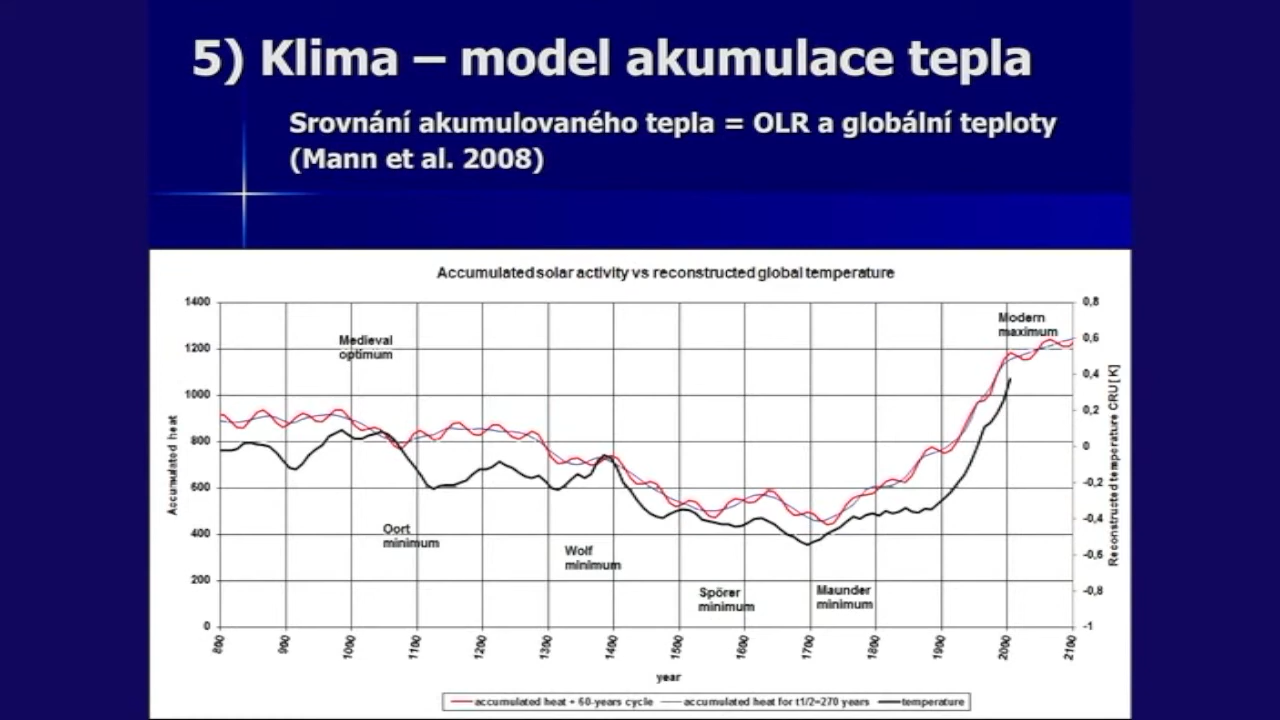 5) Klima – model akumulace tepla
Srovnání akumulovaného tepla = OLR a globální teploty
(Mann et al. 2008)
Accumulated solar activity vs reconstructed global temperature
1400
1200
1000
800
600
400
200
0
Accumulated heat
0,8
0,6
0,4
0,2
0
-0,2
-0,4
-0,6
-0,8
-1
Reconstructed temperature CRU [K]
Medieval
optimum
Modern
maximum
Oort
minimum
Wolf
minimum
Spörer
minimum
Maunder
minimum
800
900
1000
1100
1200
1300
1400
1500
1600
1700
1800
1900
2000
2100
year
accumulated heat + 60-years cycle
accumulated heat for t1/2=270 years
temperature